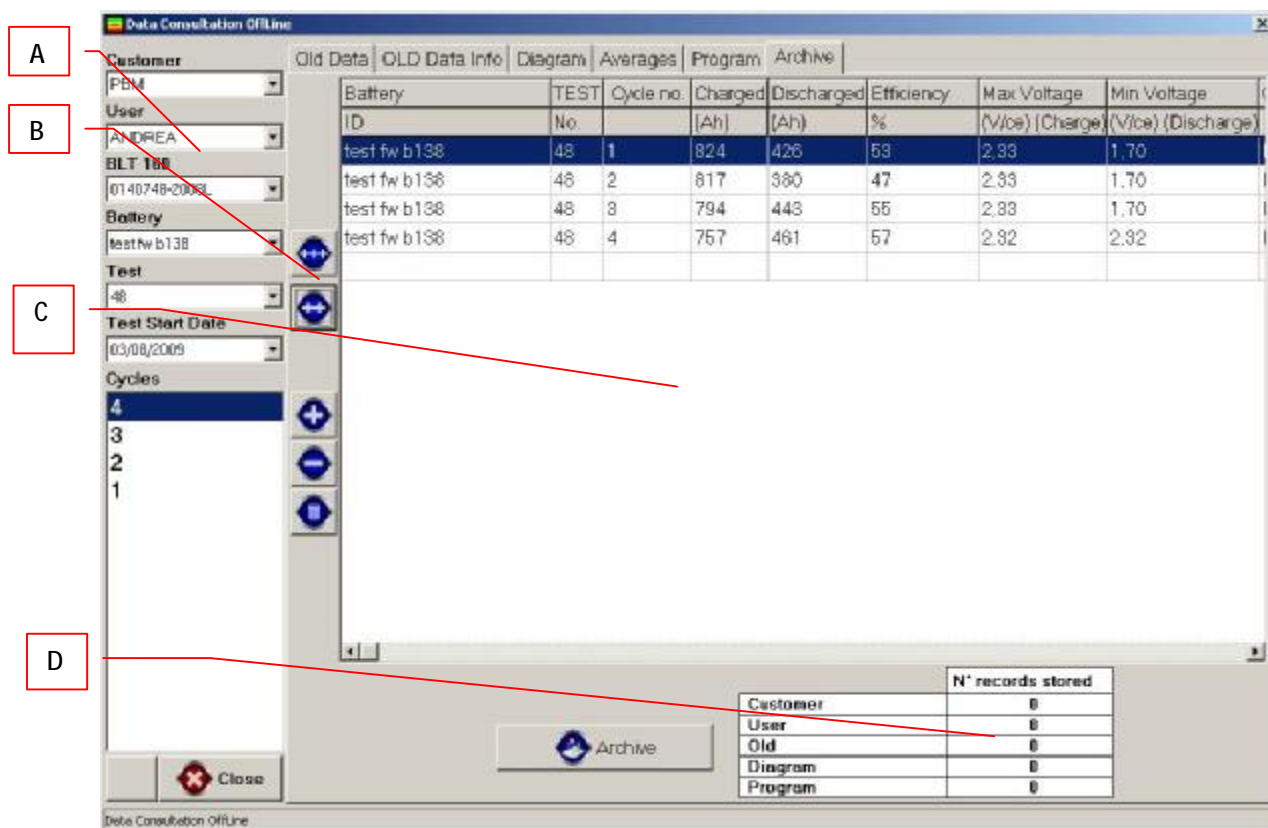 Data Consultation OffLine
A
B
C
D
Customer
PBM
User
ANDREA
BLT 160
0140748-2008L
Battery
test fw b138
Test
48
Test Start Date
03/08/2009
Cycles
4
3
2
1
Close
Old Data OLD Data Info Diagram Averages Program Archive
Battery TEST Cycle no. Charged Discharged Efficiency Max Voltage Min Voltage
ID No. (Ah) (Ah) % (V/ce) (Charge) (V/ce) (Discharge)
test fw b138 48 1 824 426 53 2,33 1,70
test fw b138 48 2 817 380 47 2,33 1,70
test fw b138 48 3 794 443 55 2,33 1,70
test fw b138 48 4 757 461 57 2,32 2,32
Archive
N° records stored
Customer 0
User 0
Old 0
Diagram 0
Program 0
Data Consultation OffLine